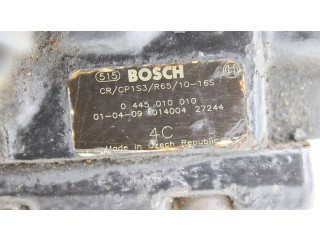 515 BOSCH
CR/CP1S3/R65/10-16S
0 445 010 010
01-04-09 014004 27244
4C
Made in Czech Republic